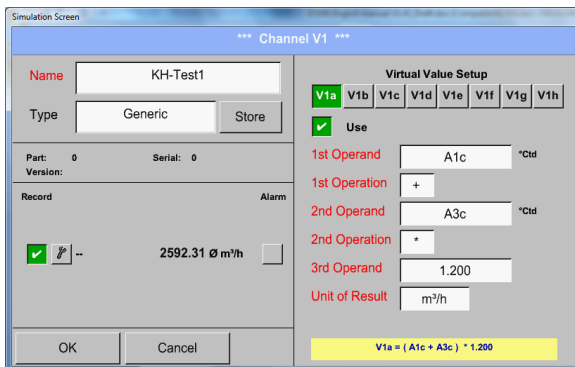 Simulation Screen
*** Channel V1 ***
Name KH-Test1
Type Generic Store
Part: 0 Serial: 0
Version:
Record Alarm
-- 2592.31 Ø m³/h
OK Cancel
Virtual Value Setup
V1a V1b V1c V1d V1e V1f V1g V1h
Use
1st Operand A1c °Ctd
1st Operation +
2nd Operand A3c °Ctd
2nd Operation *
3rd Operand 1.200
Unit of Result m³/h
V1a = ( A1c + A3c ) * 1.200